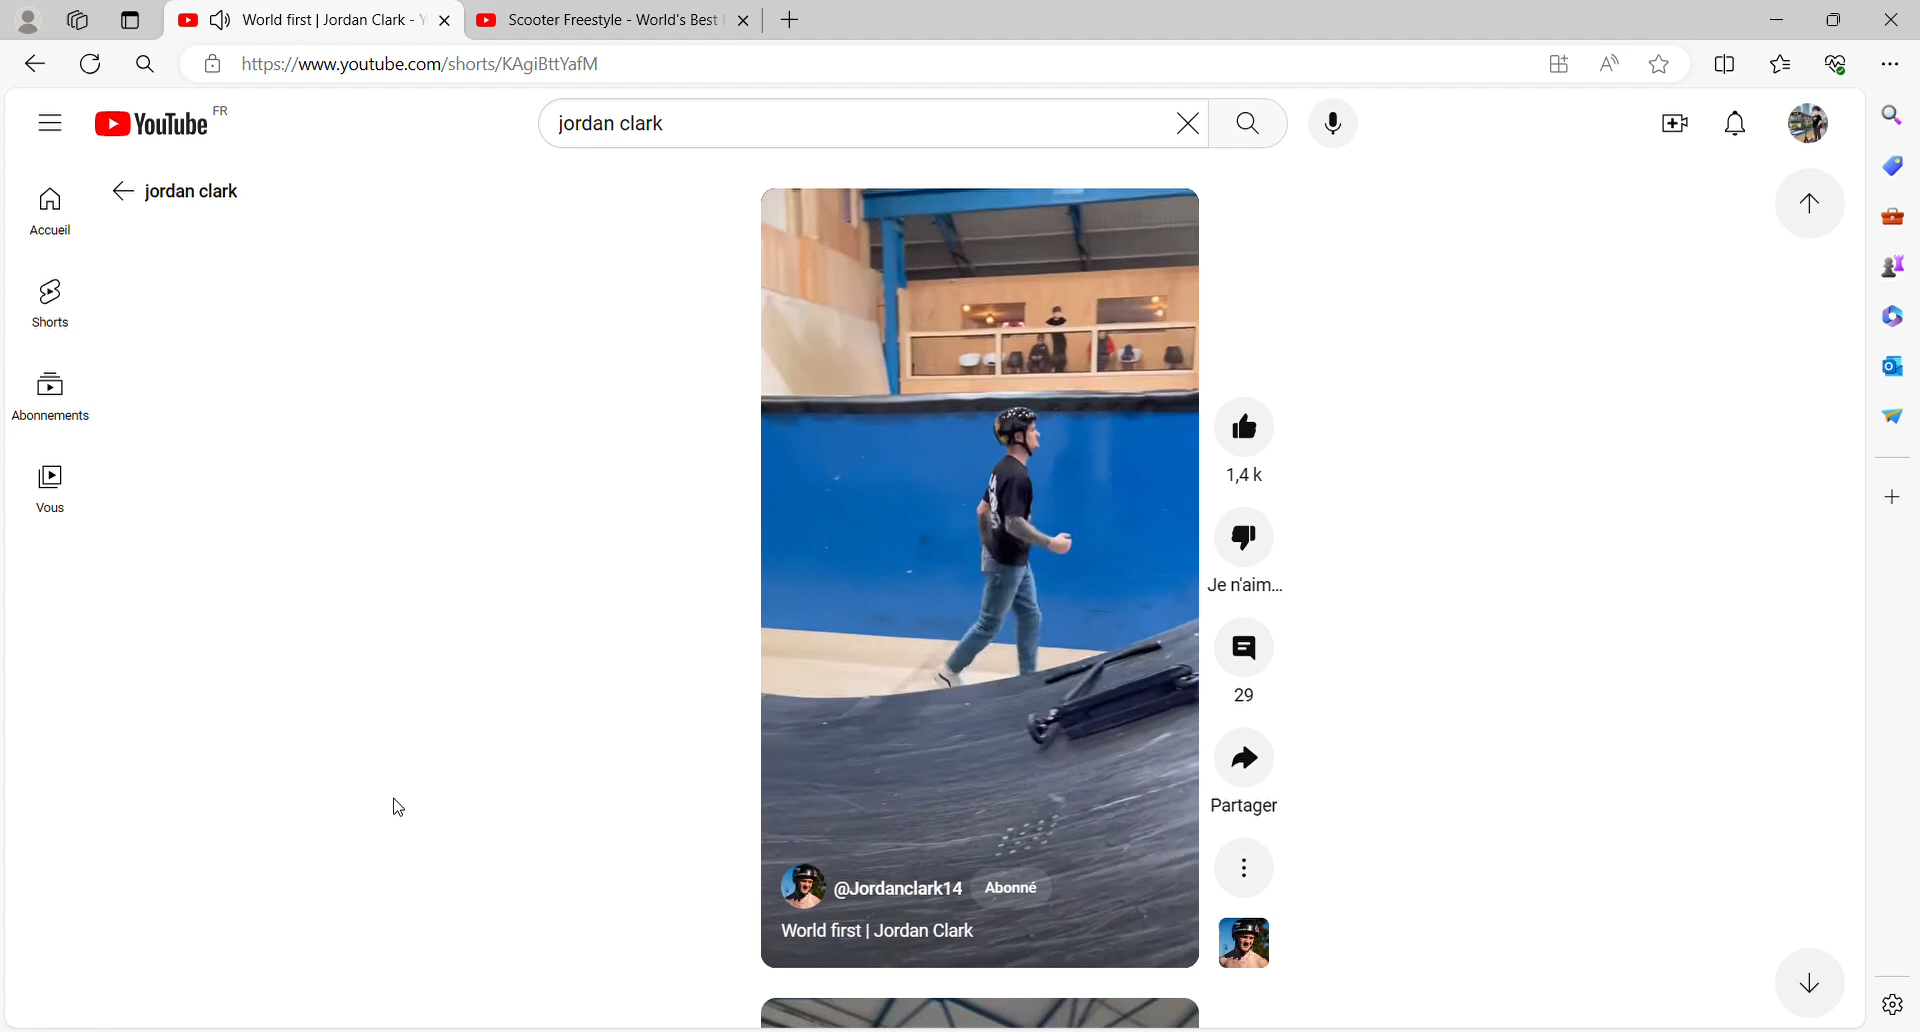 World first | Jordan Clark - Y
Scooter Freestyle - World's Best
https://www.youtube.com/shorts/KAgiBttYafM
YouTube FR
jordan clark
jordan clark
Accueil
Shorts
Abonnements
Vous
1,4 k
Je n'aim...
29
Partager
@Jordanclark14 Abonné
World first | Jordan Clark